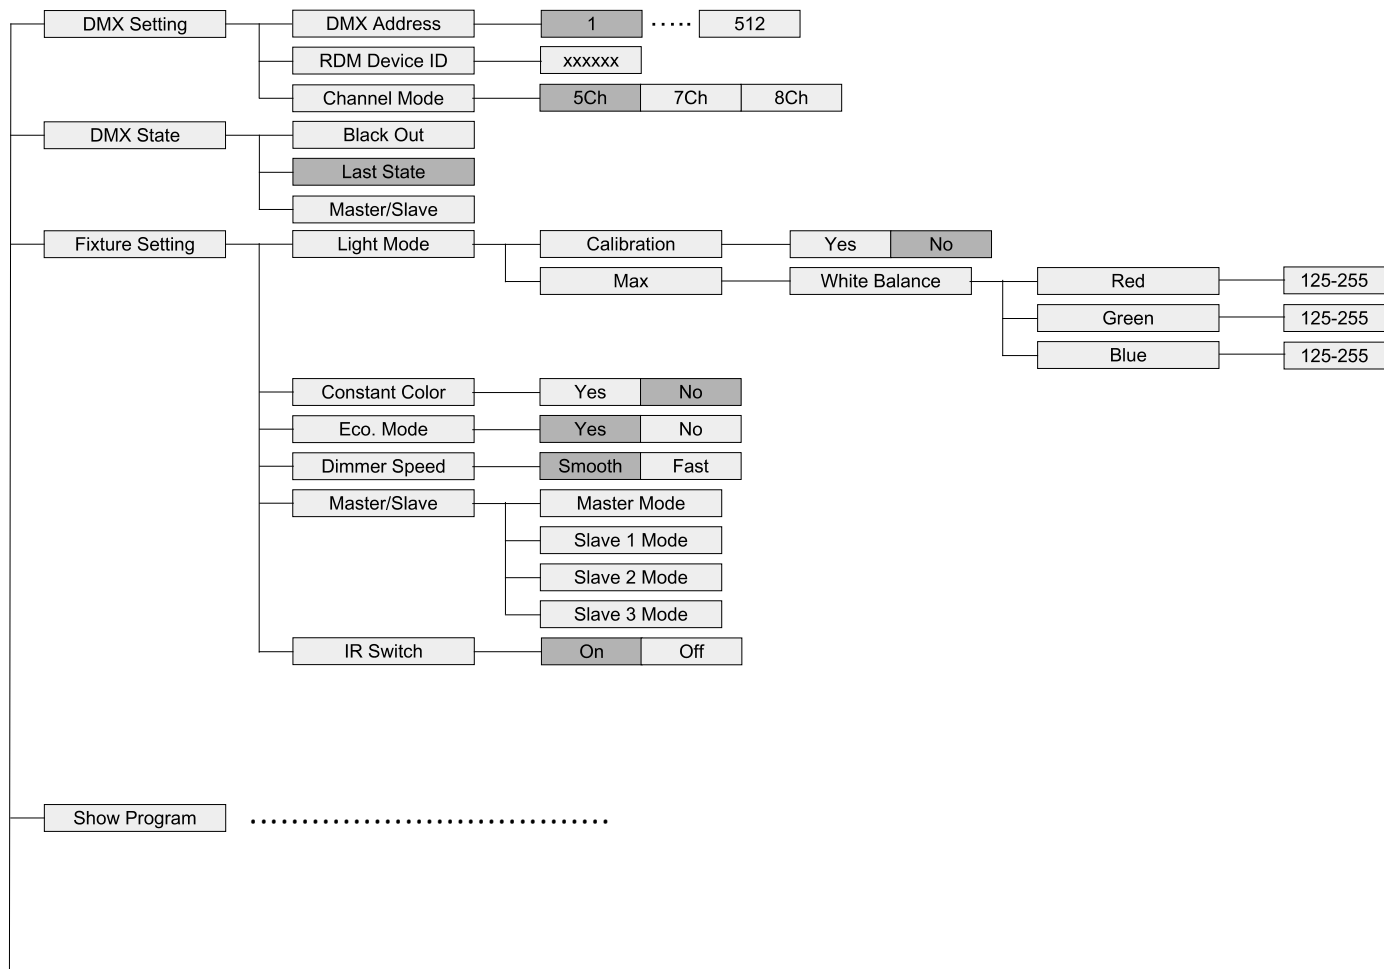 DMX Setting DMX Address 1 ..... 512
RDM Device ID xxxxxx
Channel Mode 5Ch 7Ch 8Ch
DMX State Black Out
Last State
Master/Slave
Fixture Setting Light Mode Calibration Yes No
Max White Balance Red 125-255
Green 125-255
Blue 125-255
Constant Color Yes No
Eco. Mode Yes No
Dimmer Speed Smooth Fast
Master/Slave Master Mode
Slave 1 Mode
Slave 2 Mode
Slave 3 Mode
IR Switch On Off
Show Program ...................................